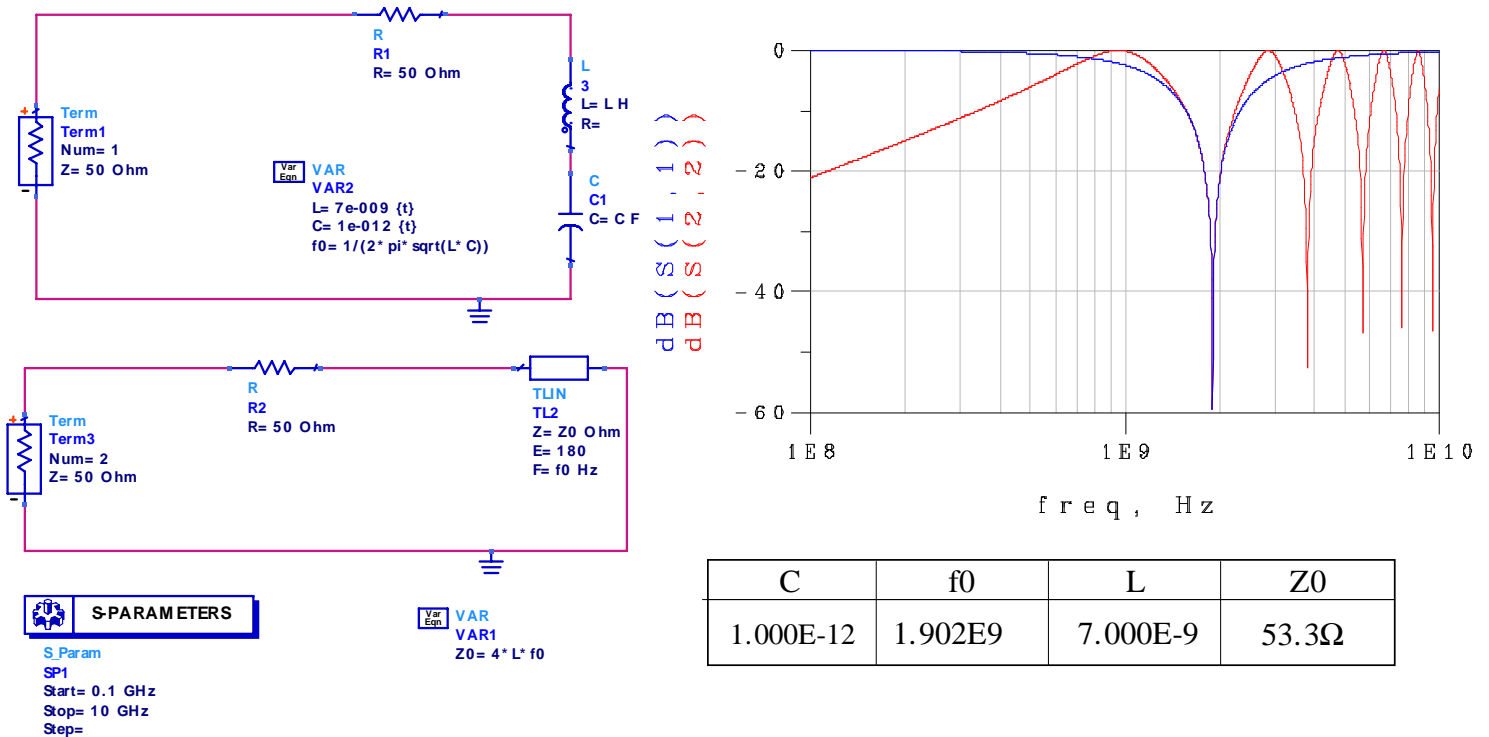 R
R1
R= 50 Ohm
L
3
L= L H
R=
+
Term
Term1
Num= 1
Z= 50 Ohm
-
Var
Eqn
VAR
VAR2
L= 7e-009 {t}
C= 1e-012 {t}
f0= 1/(2* pi* sqrt(L* C))
C
C1
C= C F
R
R2
R= 50 Ohm
TLIN
TL2
Z= Z0 Ohm
E= 180
F= f0 Hz
+
Term
Term3
Num= 2
Z= 50 Ohm
-
S-PARAMETERS
S_Param
SP1
Start= 0.1 GHz
Stop= 10 GHz
Step=
Var
Eqn
VAR
VAR1
Z0= 4* L* f0
dB(S(1,1))
dB(S(2,2))
0
-20
-40
-60
1E8 1E9 1E10
freq, Hz
C f0 L Z0
1.000E-12 1.902E9 7.000E-9 53.3Ω